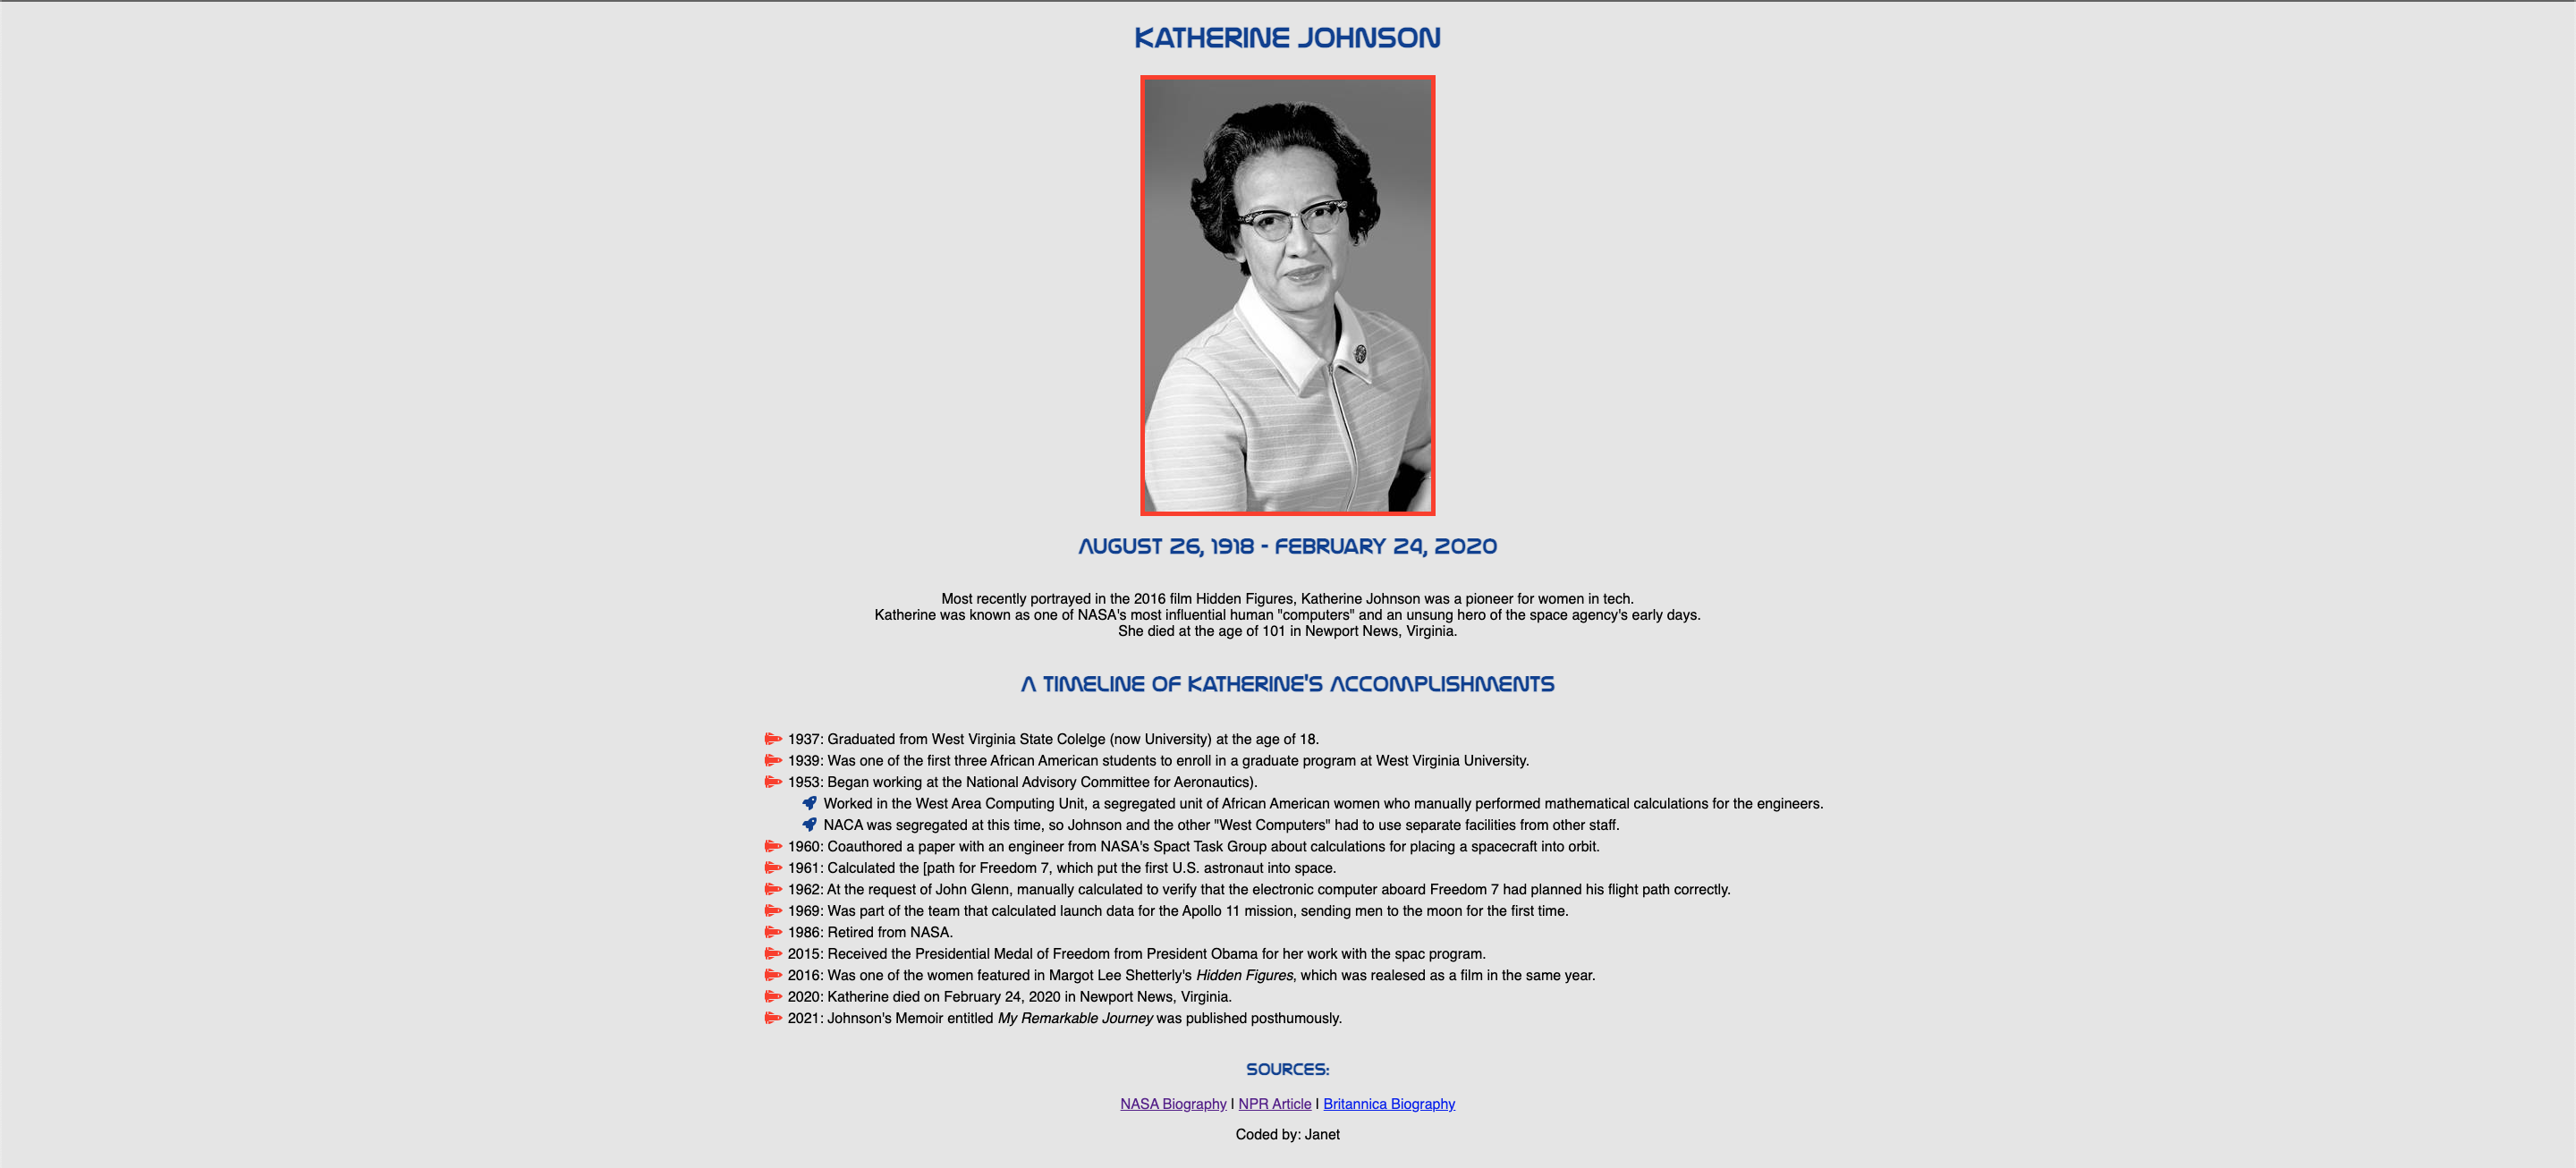 KATHERINE JOHNSON
AUGUST 26, 1918 - FEBRUARY 24, 2020
Most recently portrayed in the 2016 film Hidden Figures, Katherine Johnson was a pioneer for women in tech.
Katherine was known as one of NASA's most influential human "computers" and an unsung hero of the space agency's early days.
She died at the age of 101 in Newport News, Virginia.
A TIMELINE OF KATHERINE'S ACCOMPLISHMENTS
1937: Graduated from West Virginia State Colelge (now University) at the age of 18.
1939: Was one of the first three African American students to enroll in a graduate program at West Virginia University.
1953: Began working at the National Advisory Committee for Aeronautics).
Worked in the West Area Computing Unit, a segregated unit of African American women who manually performed mathematical calculations for the engineers.
NACA was segregated at this time, so Johnson and the other "West Computers" had to use separate facilities from other staff.
1960: Coauthored a paper with an engineer from NASA's Spact Task Group about calculations for placing a spacecraft into orbit.
1961: Calculated the [path for Freedom 7, which put the first U.S. astronaut into space.
1962: At the request of John Glenn, manually calculated to verify that the electronic computer aboard Freedom 7 had planned his flight path correctly.
1969: Was part of the team that calculated launch data for the Apollo 11 mission, sending men to the moon for the first time.
1986: Retired from NASA.
2015: Received the Presidential Medal of Freedom from President Obama for her work with the spac program.
2016: Was one of the women featured in Margot Lee Shetterly's Hidden Figures, which was realesed as a film in the same year.
2020: Katherine died on February 24, 2020 in Newport News, Virginia.
2021: Johnson's Memoir entitled My Remarkable Journey was published posthumously.
SOURCES:
NASA Biography | NPR Article | Britannica Biography
Coded by: Janet